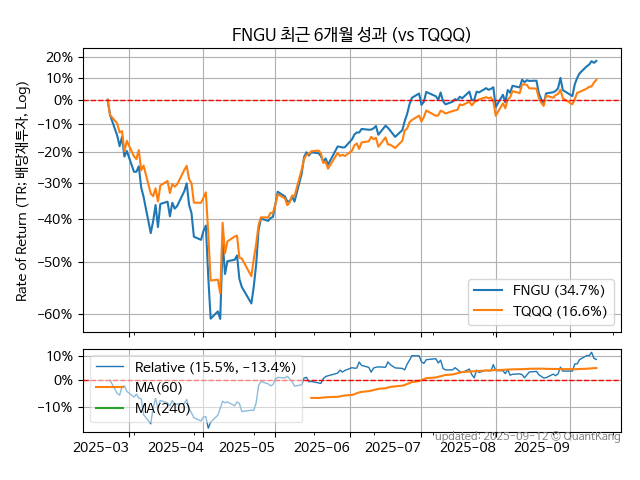 FNGU 최근 6개월 성과 (vs TQQQ)
Rate of Return (TR: 배당재투자, Log)
20%
10%
0%
−10%
−20%
−30%
−40%
−50%
−60%
FNGU (34.7%)
TQQQ (16.6%)
10%
0%
−10%
Relative (15.5%, −13.4%)
MA(60)
MA(240)
updated: 2025-09-12 © QuantKang
2025-03 2025-04 2025-05 2025-06 2025-07 2025-08 2025-09